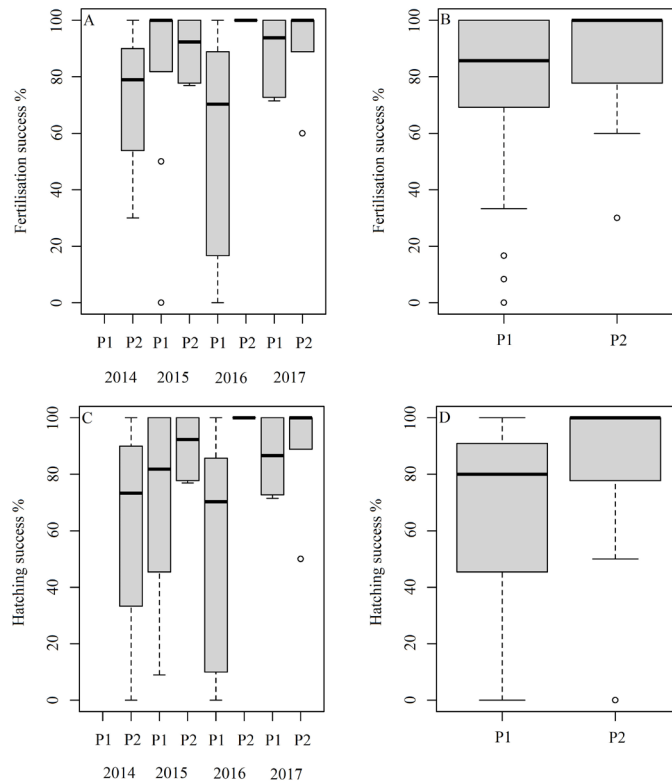 A
Fertilisation success %
100
80
60
40
20
0
P1 P2 P1 P2 P1 P2 P1 P2
2014 2015 2016 2017
B
Fertilisation success %
100
80
60
40
20
0
P1 P2
C
Hatching success %
100
80
60
40
20
0
P1 P2 P1 P2 P1 P2 P1 P2
2014 2015 2016 2017
D
Hatching success %
100
80
60
40
20
0
P1 P2